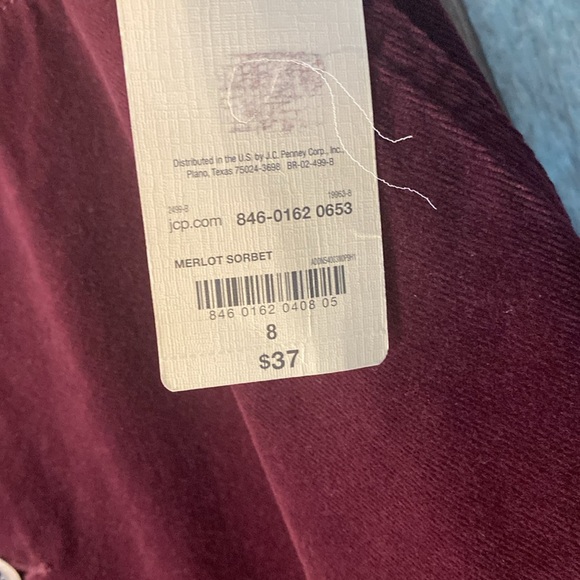 Distributed in the U.S. by J.C. Penney Corp., Inc.,
Plano, Texas 75024-3698 BR-02-499-B
2499-B 19963-B
jcp.com 846-0162 0653
MERLOT SORBET
846 0162 0408 05
8
$37